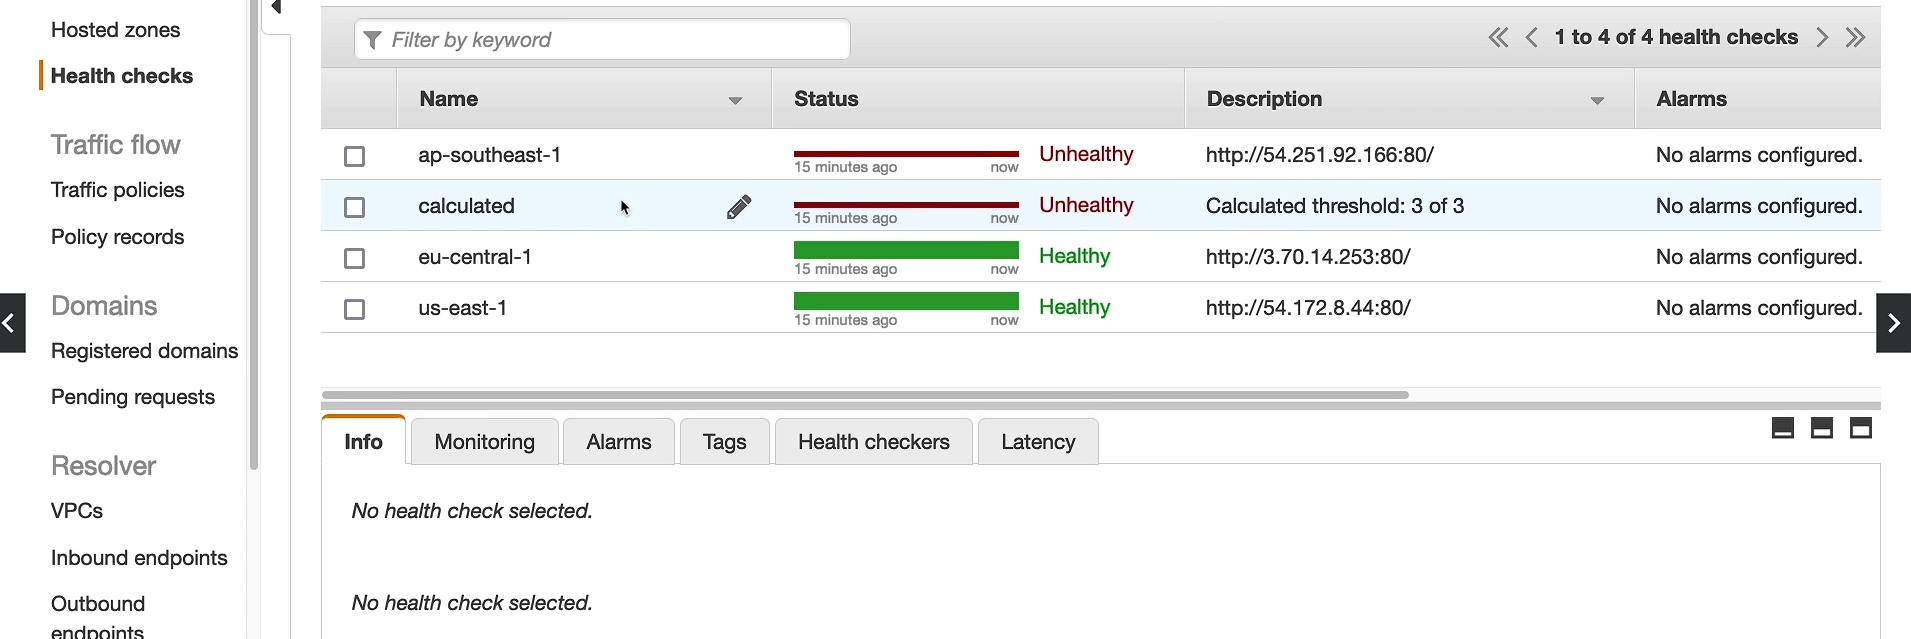 Hosted zones
Health checks
Traffic flow
Traffic policies
Policy records
Domains
Registered domains
Pending requests
Resolver
VPCs
Inbound endpoints
Outbound
endpoints
Filter by keyword
1 to 4 of 4 health checks
Name Status Description Alarms
ap-southeast-1 15 minutes ago now Unhealthy http://54.251.92.166:80/ No alarms configured.
calculated 15 minutes ago now Unhealthy Calculated threshold: 3 of 3 No alarms configured.
eu-central-1 15 minutes ago now Healthy http://3.70.14.253:80/ No alarms configured.
us-east-1 15 minutes ago now Healthy http://54.172.8.44:80/ No alarms configured.
Info Monitoring Alarms Tags Health checkers Latency
No health check selected.
No health check selected.